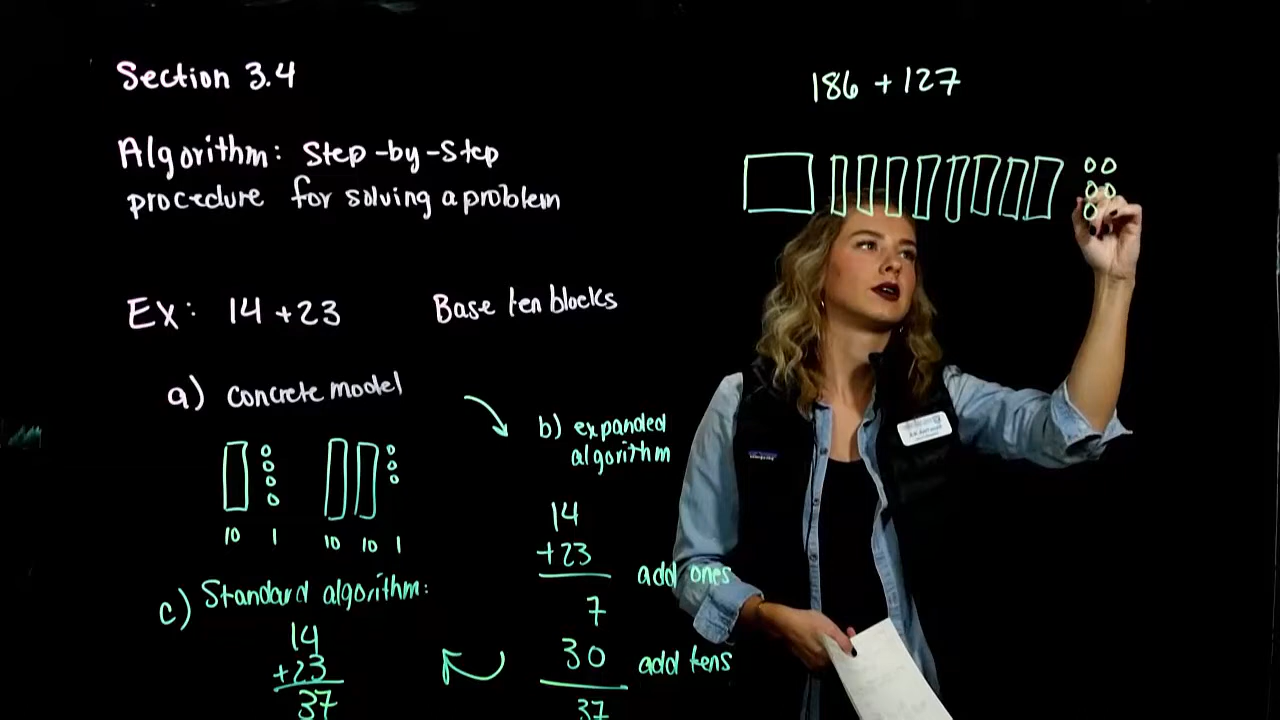 Section 3.4
Algorithm: Step-by-Step
procedure for solving a problem
Ex: 14 + 23 Base ten blocks
a) concrete model
10 1 10 10 1
b) expanded
algorithm
14
+23
7 add ones
30 add tens
37
c) Standard algorithm:
14
+23
37
186 + 127